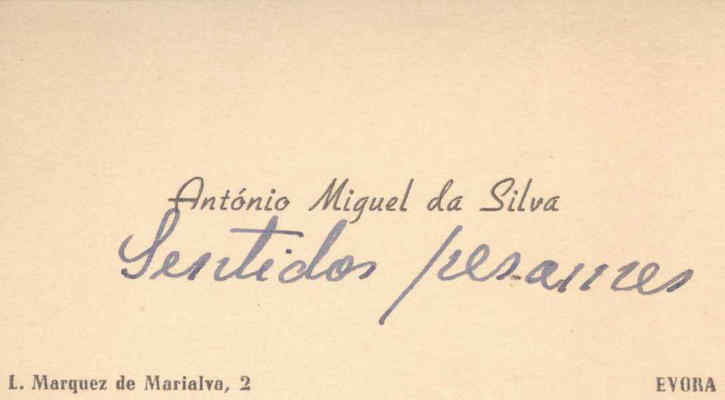 António Miguel da Silva
Sentidos pesames
L. Marquez de Marialva, 2
EVORA